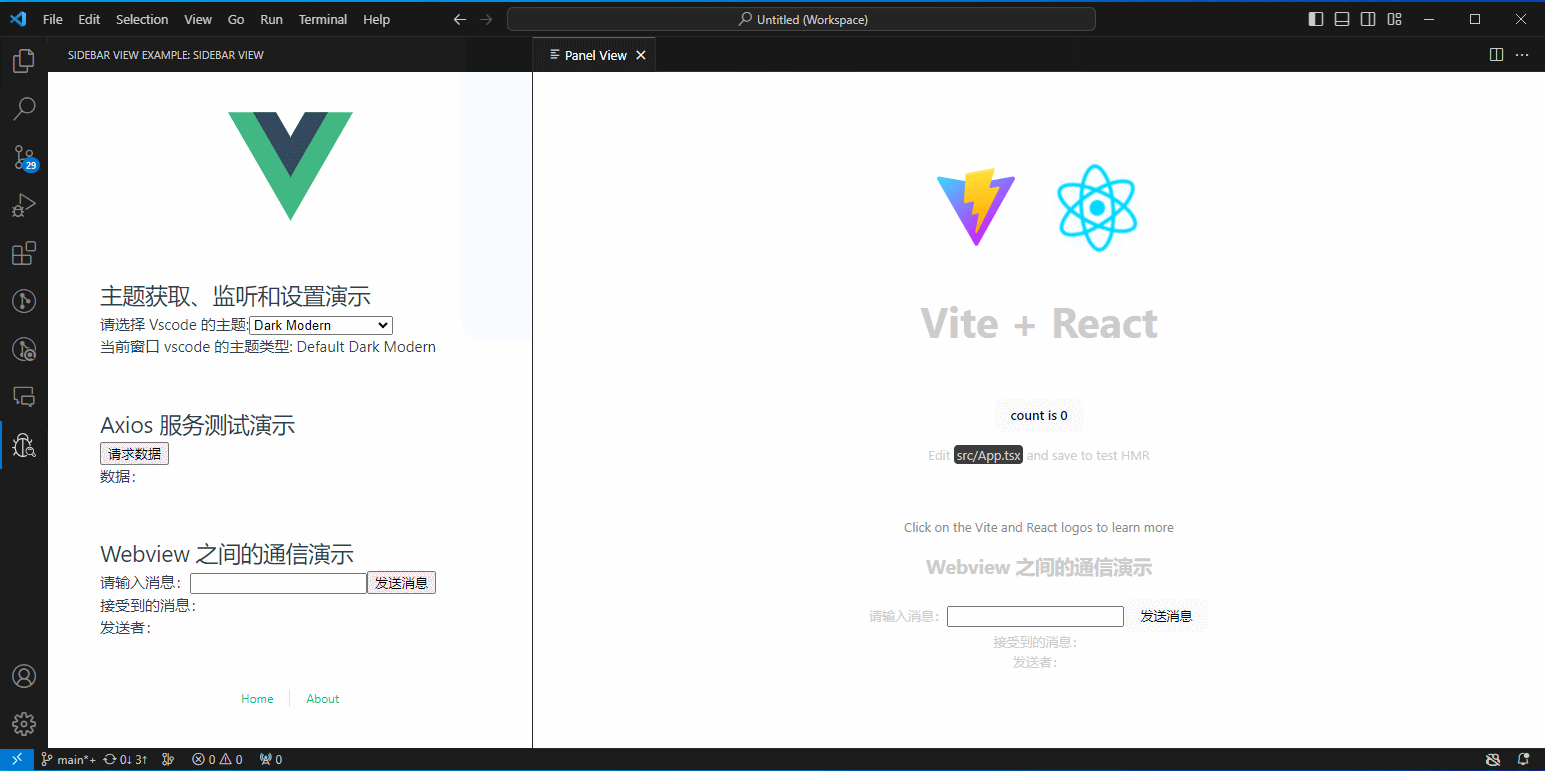 File Edit Selection View Go Run Terminal Help
Untitled (Workspace)
SIDEBAR VIEW EXAMPLE: SIDEBAR VIEW
Panel View
29
主题获取、监听和设置演示
请选择 Vscode 的主题:Dark Modern
当前窗口 vscode 的主题类型: Default Dark Modern
Axios 服务测试演示
请求数据
数据：
Webview 之间的通信演示
请输入消息： 发送消息
接受到的消息：
发送者：
Home About
Vite + React
count is 0
Edit src/App.tsx and save to test HMR
Click on the Vite and React logos to learn more
Webview 之间的通信演示
请输入消息： 发送消息
接受到的消息：
发送者：
main*+ 0↓ 3↑ 0 0 0